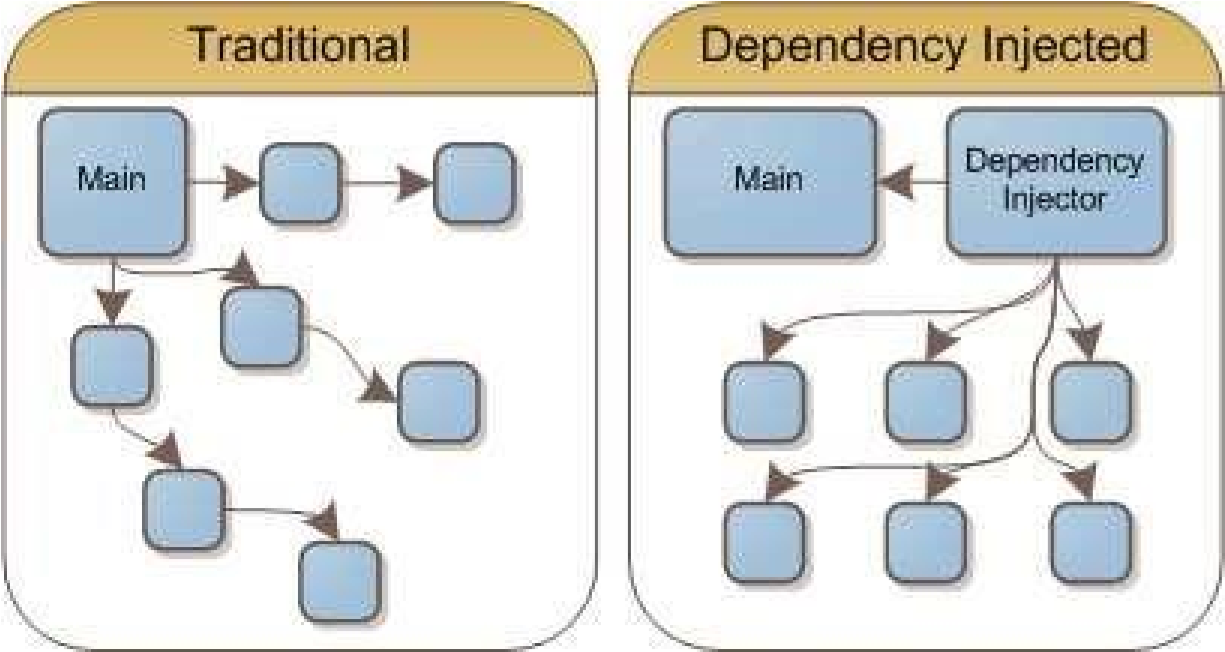 Traditional
Main
Dependency Injected
Main
Dependency
Injector